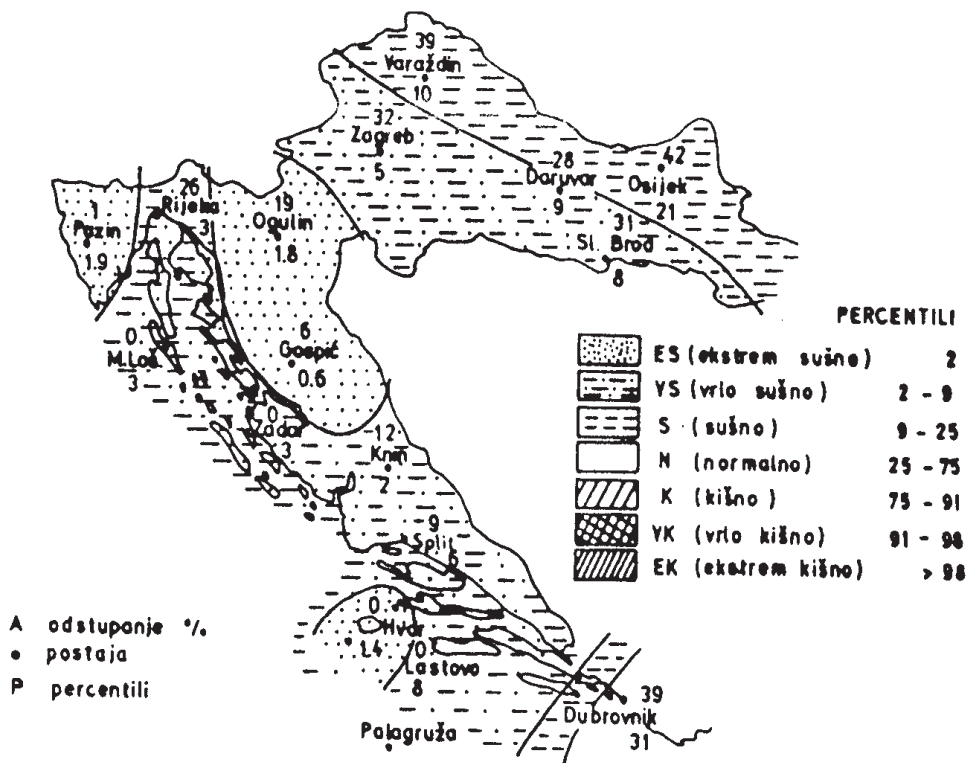 39
Varaždin
10
32
Zagreb
5
28
Daruvar
9
42
Osijek
21
31
Sl. Brod
8
1
Pazin
1.9
26
Rijeka
3
19
Ogulin
1.8
6
Gospić
0.6
0
M.Loš.
3
0
Zadar
3
12
Knin
2
9
Split
6
0
Hvar
1.4
0
Lastovo
8
Palagruža
39
Dubrovnik
31
PERCENTILI
ES (ekstrem sušno) 2
VS (vrlo sušno) 2 - 9
S (sušno) 9 - 25
N (normalno) 25 - 75
K (kišno) 75 - 91
VK (vrlo kišno) 91 - 98
EK (ekstrem kišno) > 98
A odstupanje %
• postaja
P percentili